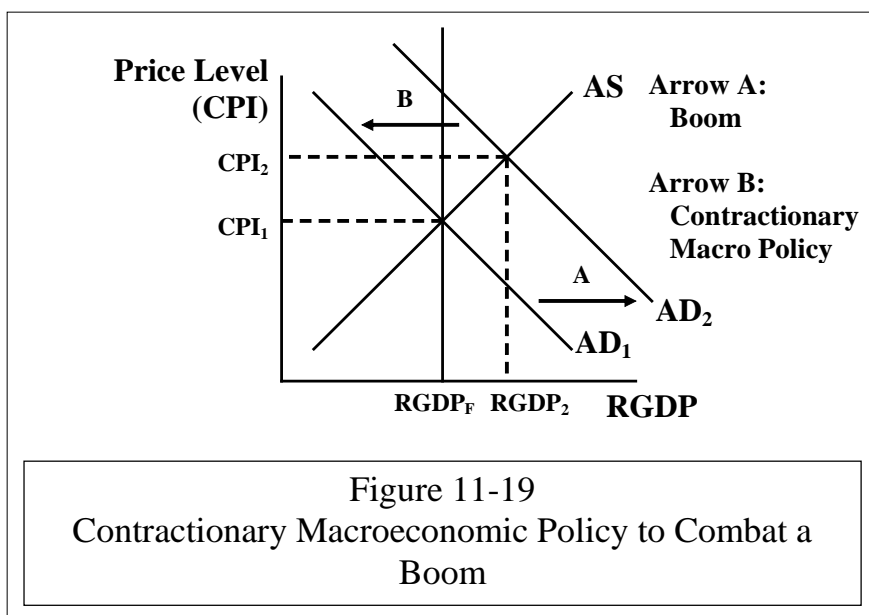 Price Level
(CPI)
B
AS
Arrow A:
Boom
CPI₂
Arrow B:
Contractionary
Macro Policy
CPI₁
A
AD₂
AD₁
RGDP_F
RGDP₂
RGDP
Figure 11-19
Contractionary Macroeconomic Policy to Combat a
Boom